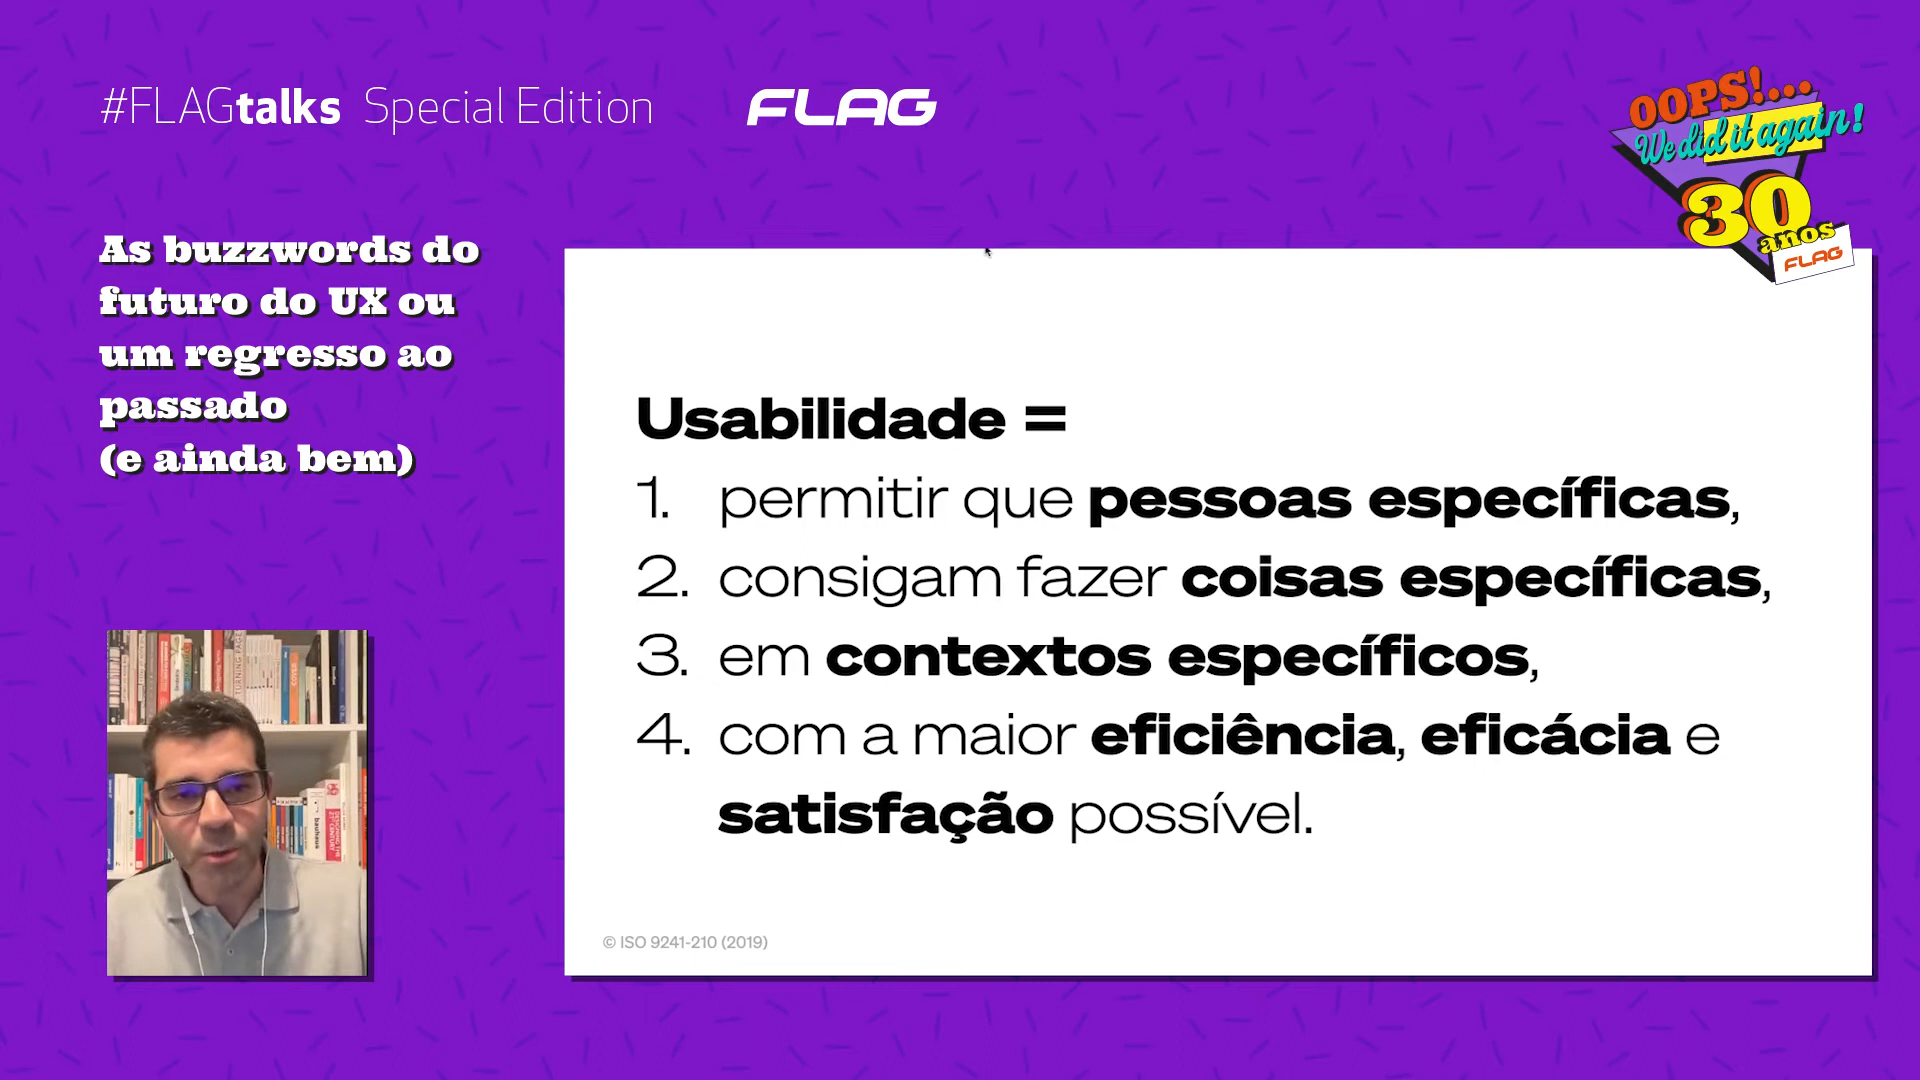 #FLAGtalks Special Edition
FLAG
OOPS!...
We did it again!
30
anos
FLAG
As buzzwords do
futuro do UX ou
um regresso ao
passado
(e ainda bem)
Usabilidade =
1. permitir que pessoas específicas,
2. consigam fazer coisas específicas,
3. em contextos específicos,
4. com a maior eficiência, eficácia e
satisfação possível.
© ISO 9241-210 (2019)
bauhaus